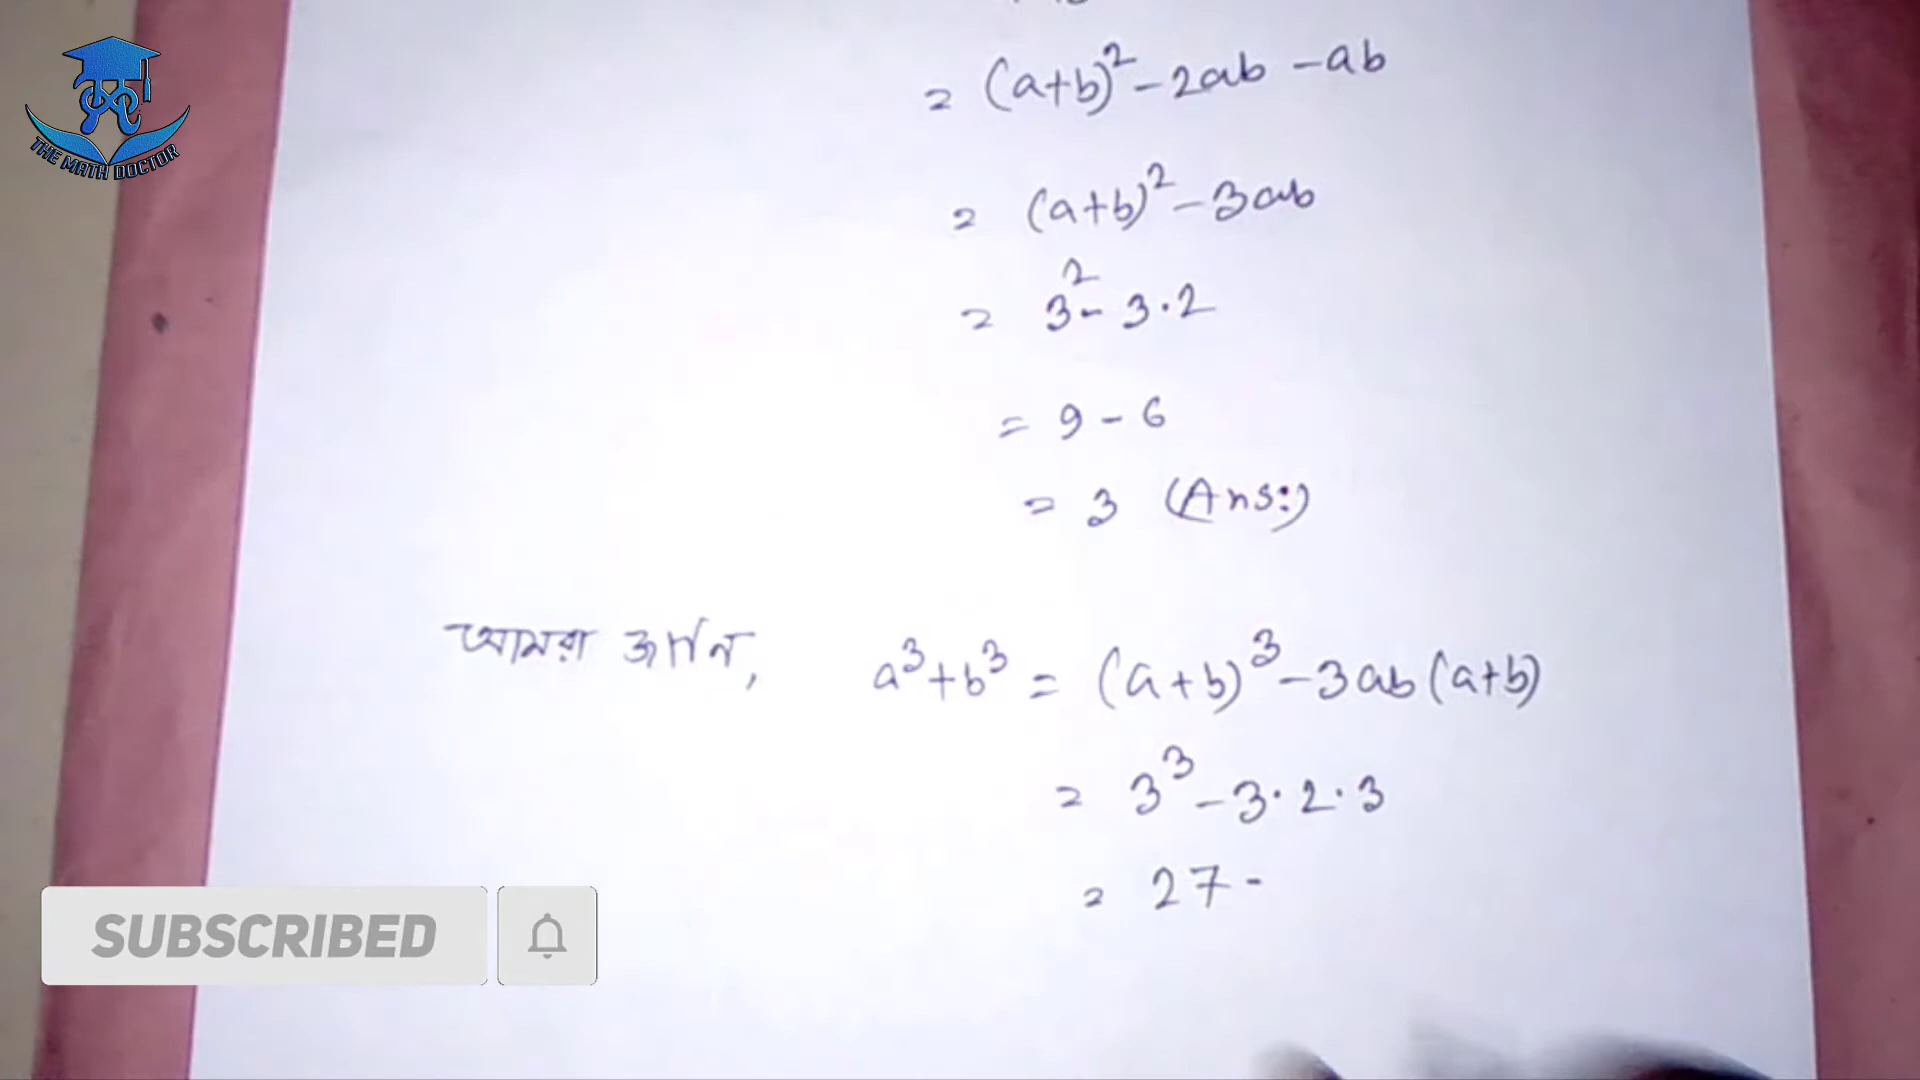 THE MATH DOCTOR
= (a+b)² - 2ab - ab
= (a+b)² - 3ab
= 3² - 3·2
= 9 - 6
= 3 (Ans:)
আমরা জানি, a³+b³ = (a+b)³ - 3ab(a+b)
= 3³ - 3·2·3
= 27 -
SUBSCRIBED